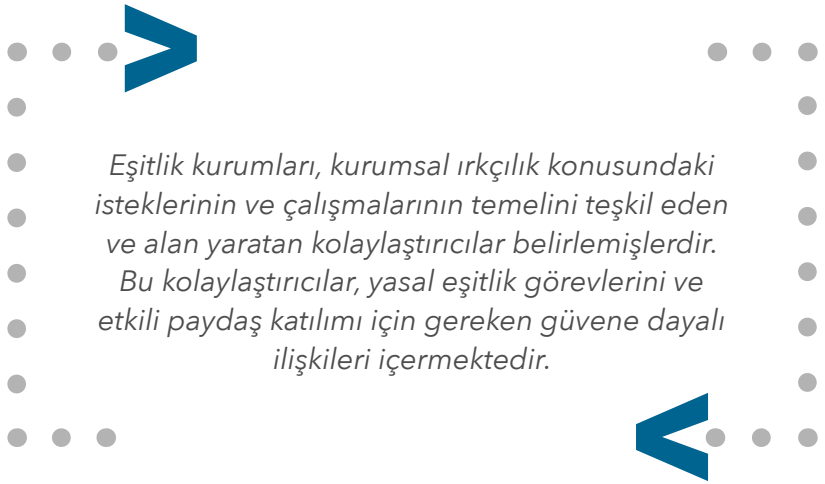 Eşitlik kurumları, kurumsal ırkçılık konusundaki
isteklerinin ve çalışmalarının temelini teşkil eden
ve alan yaratan kolaylaştırıcılar belirlemişlerdir.
Bu kolaylaştırıcılar, yasal eşitlik görevlerini ve
etkili paydaş katılımı için gereken güvene dayalı
ilişkileri içermektedir.